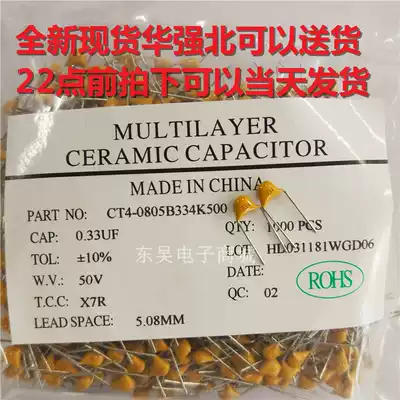 全新现货华强北可以送货
22点前拍下可以当天发货
MULTILAYER
CERAMIC CAPACITOR
MADE IN CHINA
PART NO: CT4-0805B334K500
CAP: 0.33UF QTY: 1000 PCS
东吴电子商城
TOL: ±10% LOT HL031181WGD06
W.V.: 50V DATE:
T.C.C: X7R QC: 02
ROHS
LEAD SPACE: 5.08MM